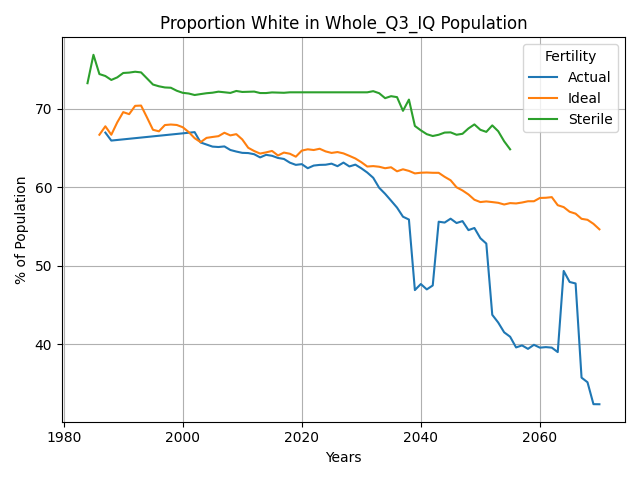 Proportion White in Whole_Q3_IQ Population
% of Population
70
60
50
40
1980
2000
2020
2040
2060
Years
Fertility
Actual
Ideal
Sterile